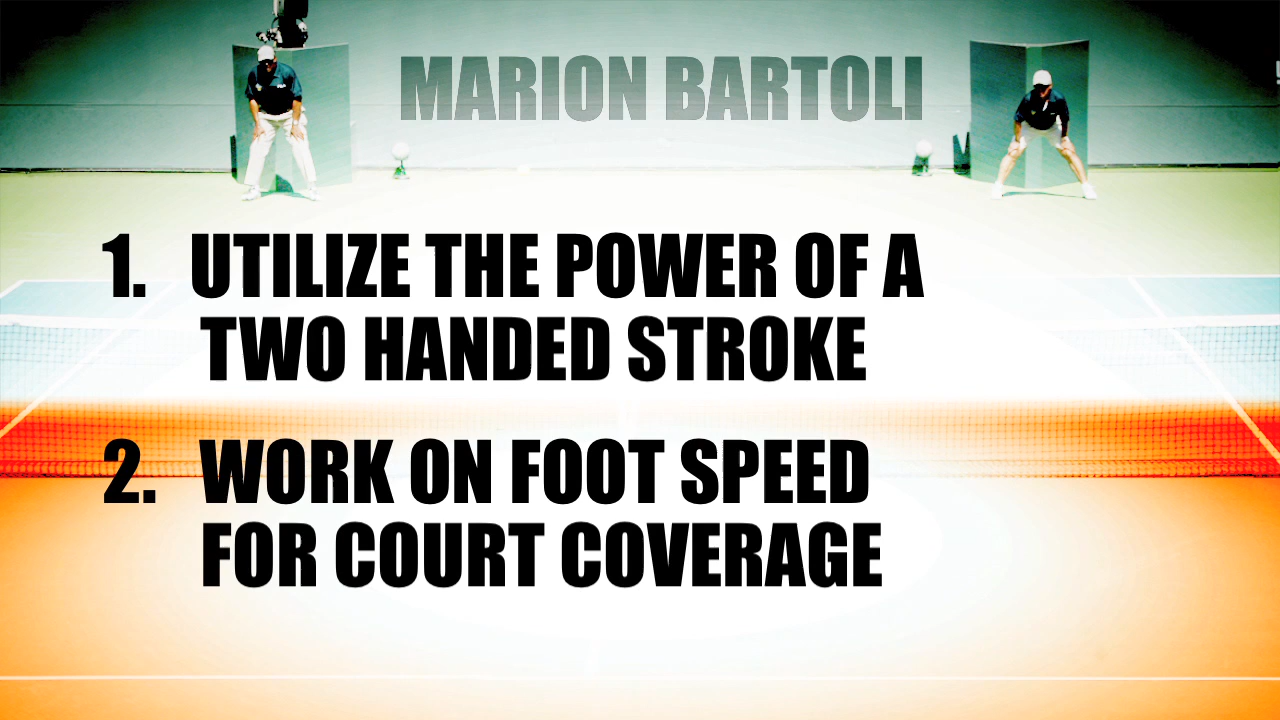 MARION BARTOLI
1. UTILIZE THE POWER OF A
TWO HANDED STROKE
2. WORK ON FOOT SPEED
FOR COURT COVERAGE